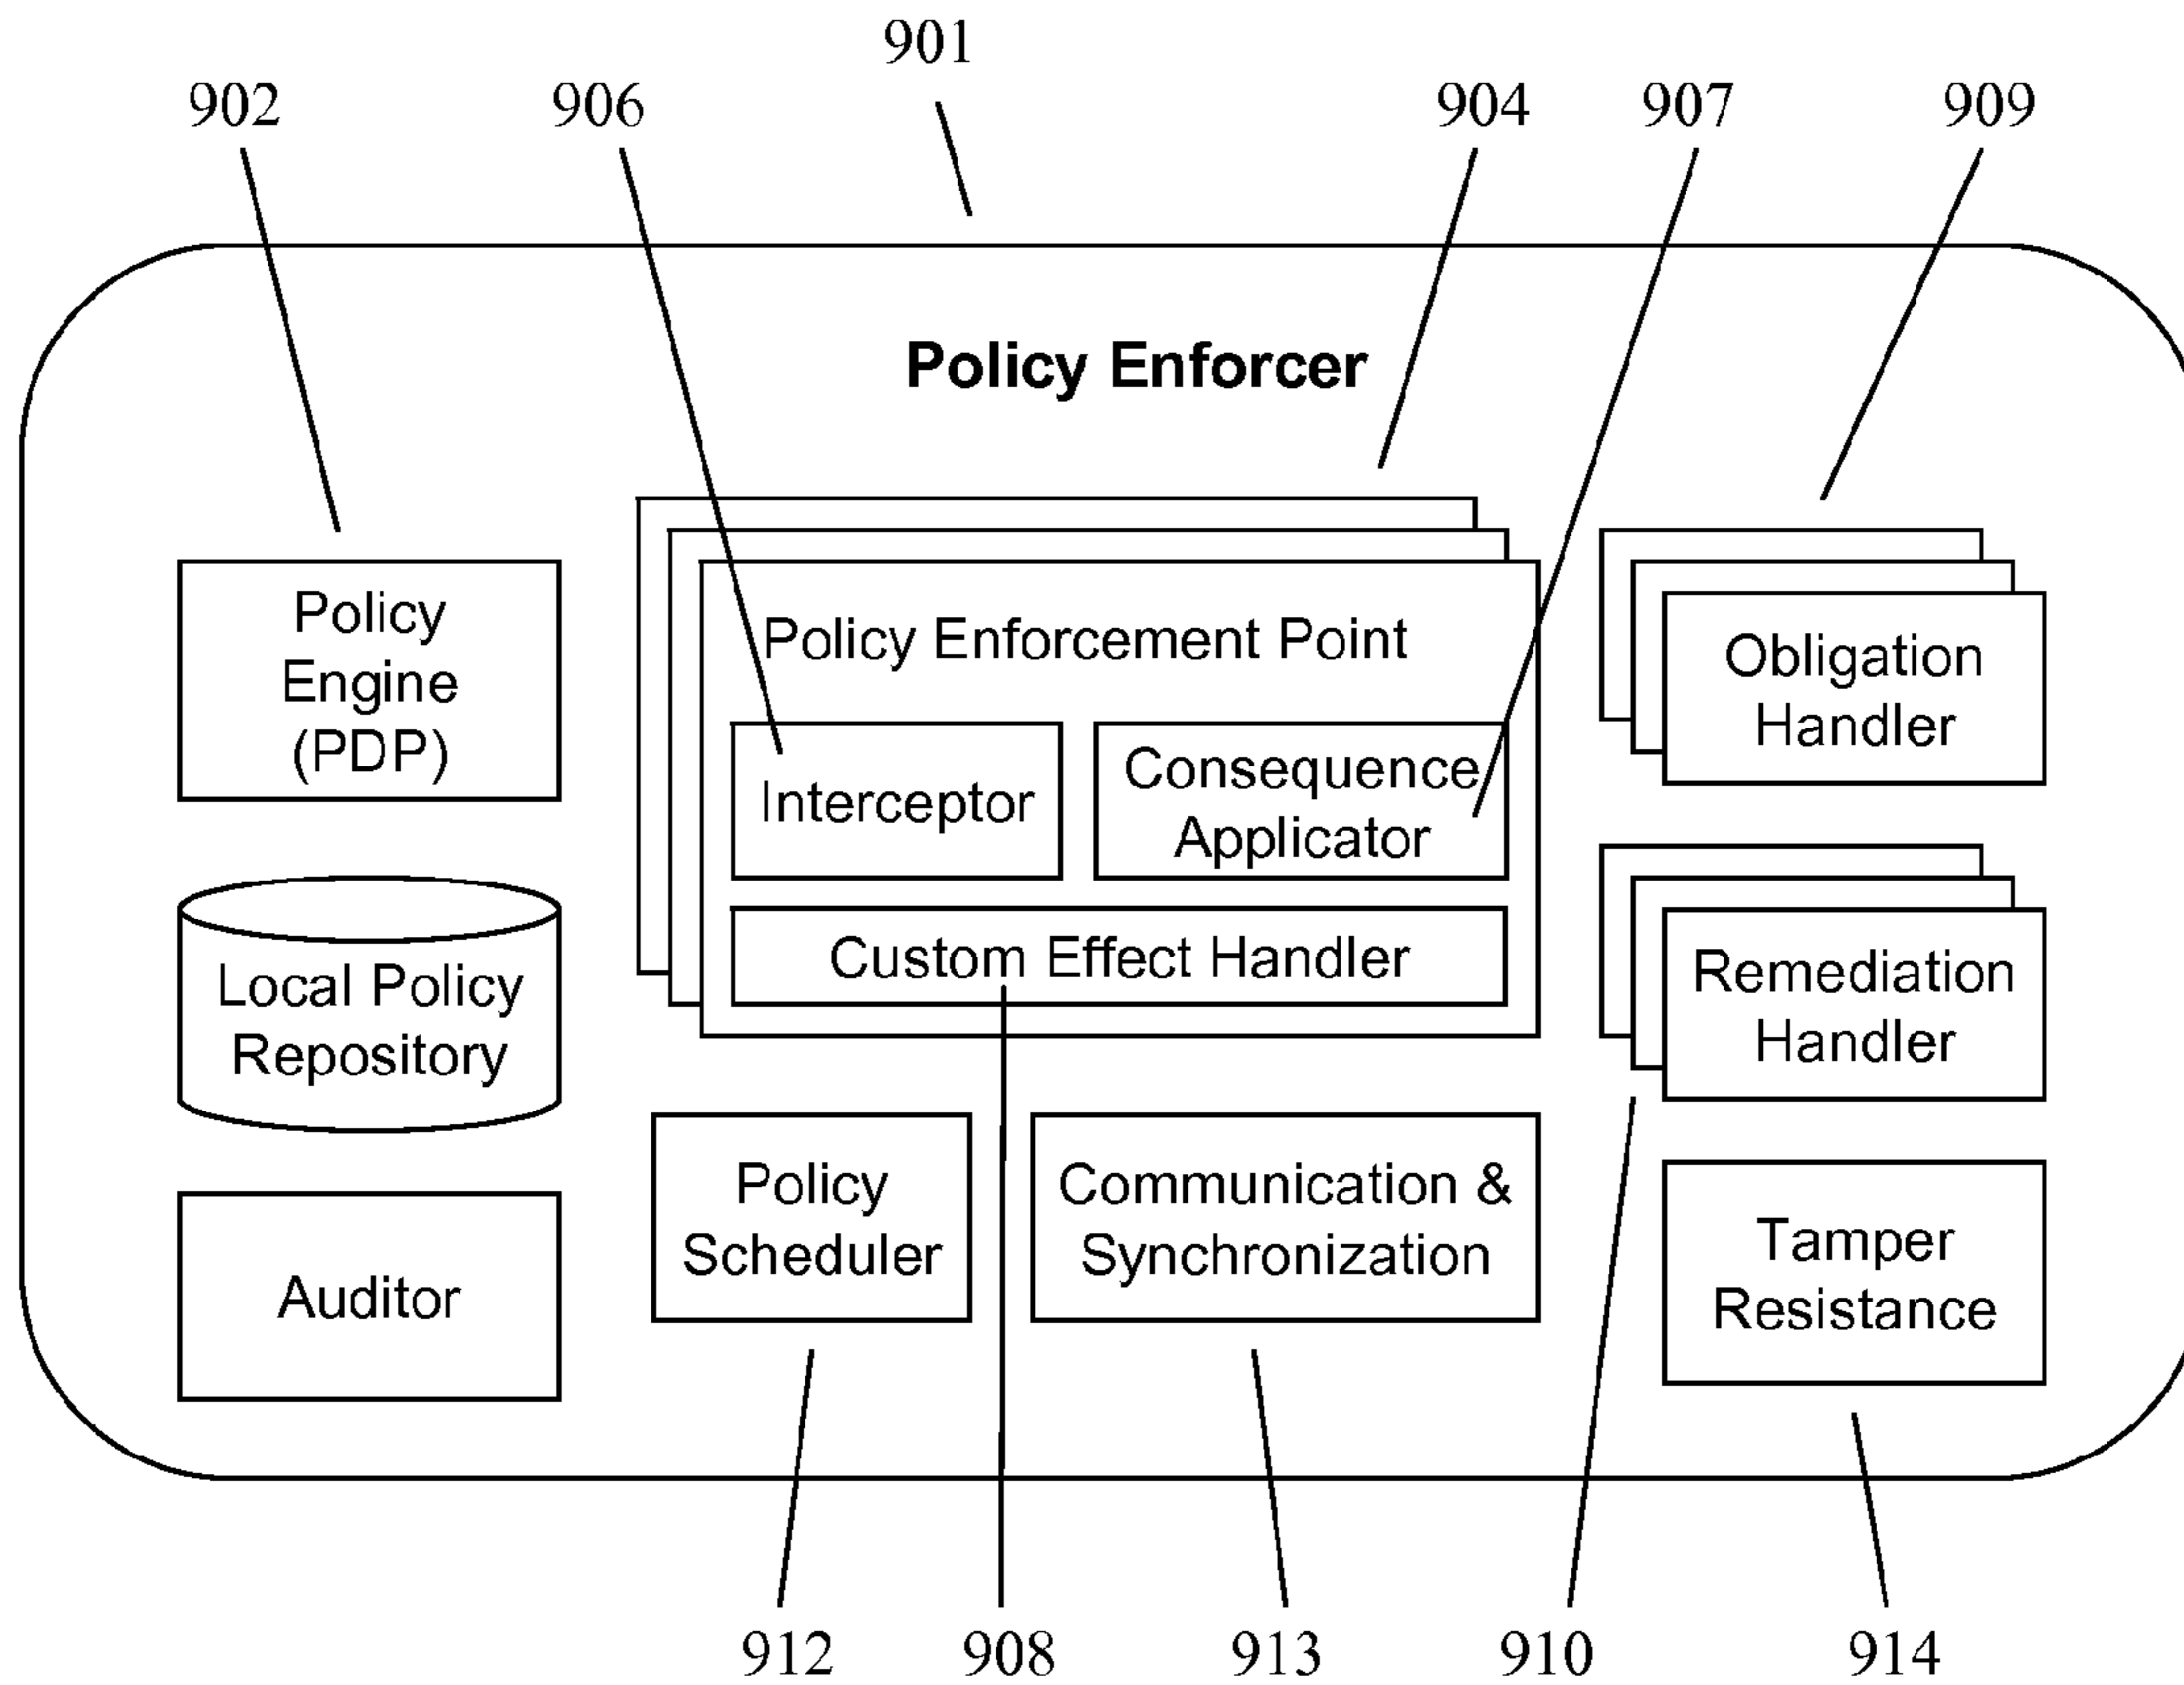 901
902
906
904
907
909
Policy Enforcer
Policy
Engine
(PDP)
Policy Enforcement Point
Interceptor
Consequence
Applicator
Custom Effect Handler
Obligation
Handler
Local Policy
Repository
Remediation
Handler
Auditor
Policy
Scheduler
Communication &
Synchronization
Tamper
Resistance
912
908
913
910
914